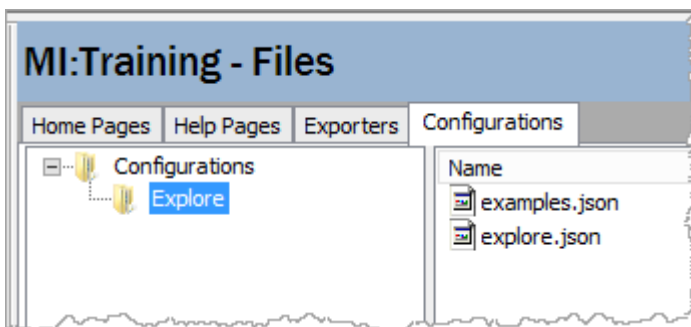 MI:Training - Files
Home Pages Help Pages Exporters Configurations
Configurations
Explore
Name
examples.json
explore.json